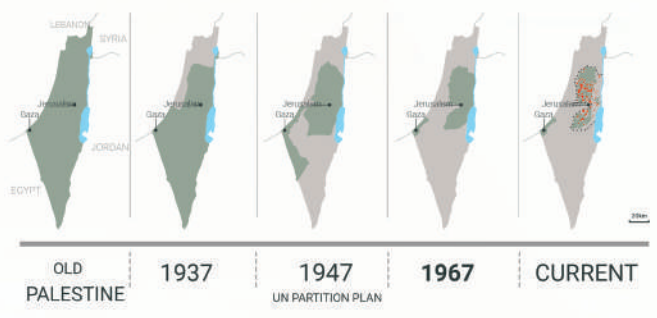 LEBANON
SYRIA
Jerusalem
Gaza
JORDAN
EGYPT
Jerusalem
Gaza
Jerusalem
Gaza
Jerusalem
Gaza
Jerusalem
Gaza
20km
OLD
PALESTINE
1937
1947
UN PARTITION PLAN
1967
CURRENT